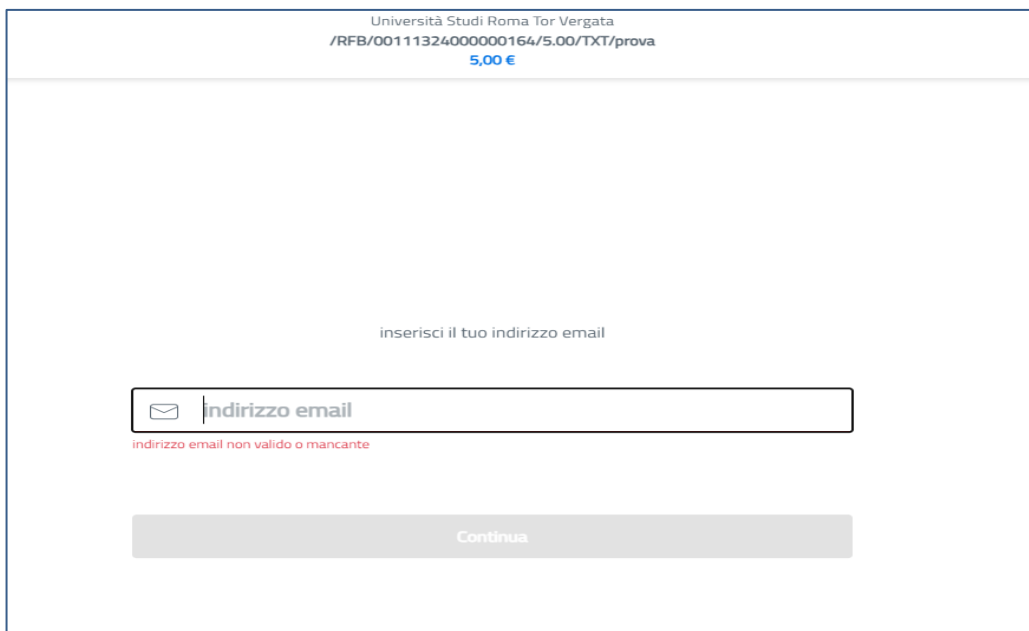 Università Studi Roma Tor Vergata
/RFB/00111324000000164/5.00/TXT/prova
5,00 €
inserisci il tuo indirizzo email
indirizzo email
indirizzo email non valido o mancante
Continua